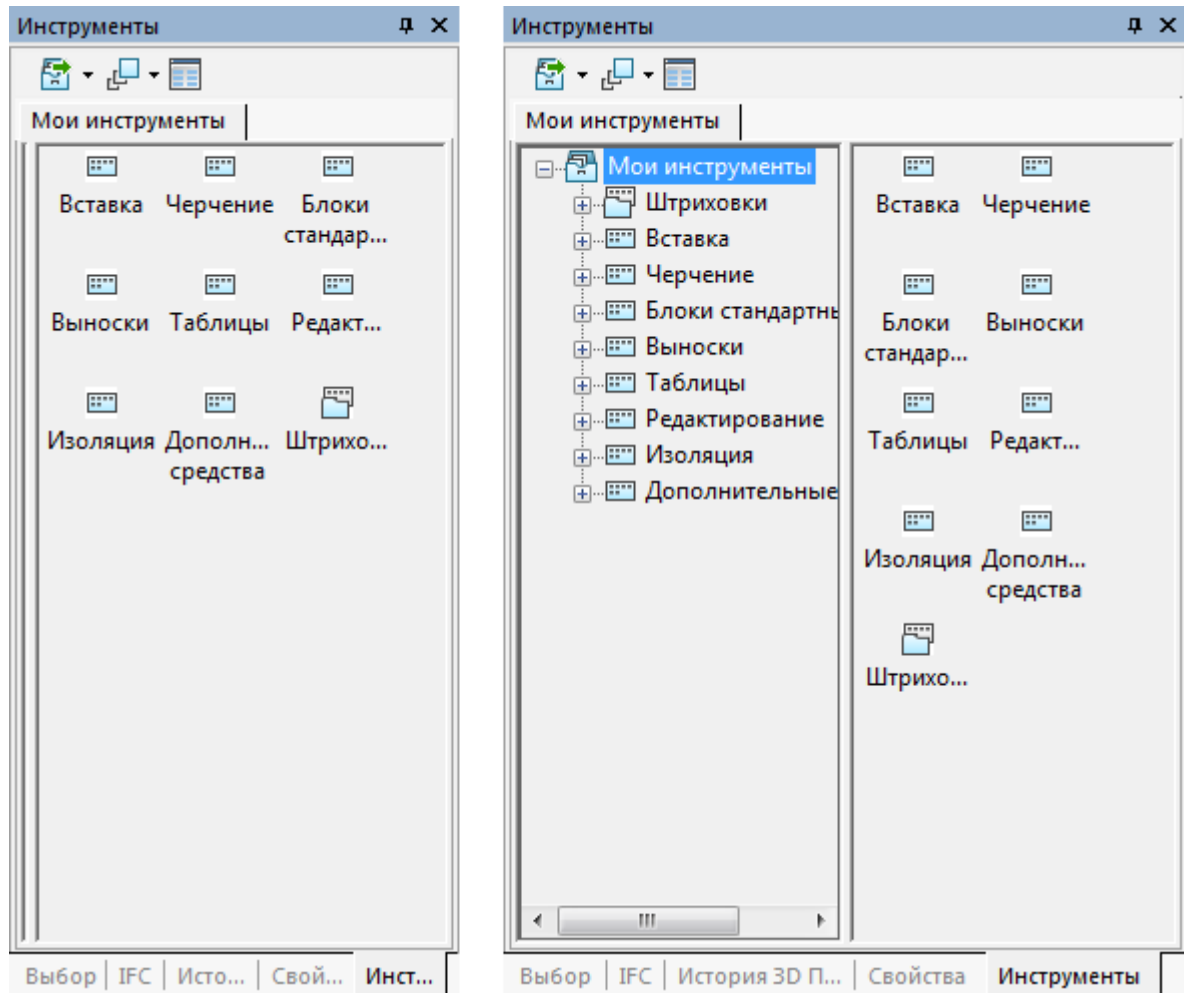 Инструменты
Мои инструменты
Вставка Черчение Блоки стандар...
Выноски Таблицы Редакт...
Изоляция Дополн... средства Штрихо...
Выбор IFC Исто... Свой... Инст...
Инструменты
Мои инструменты
Мои инструменты
Штриховки
Вставка
Черчение
Блоки стандартнь
Выноски
Таблицы
Редактирование
Изоляция
Дополнительные
Вставка Черчение
Блоки стандар... Выноски
Таблицы Редакт...
Изоляция Дополн... средства
Штрихо...
Выбор IFC История 3D П... Свойства Инструменты